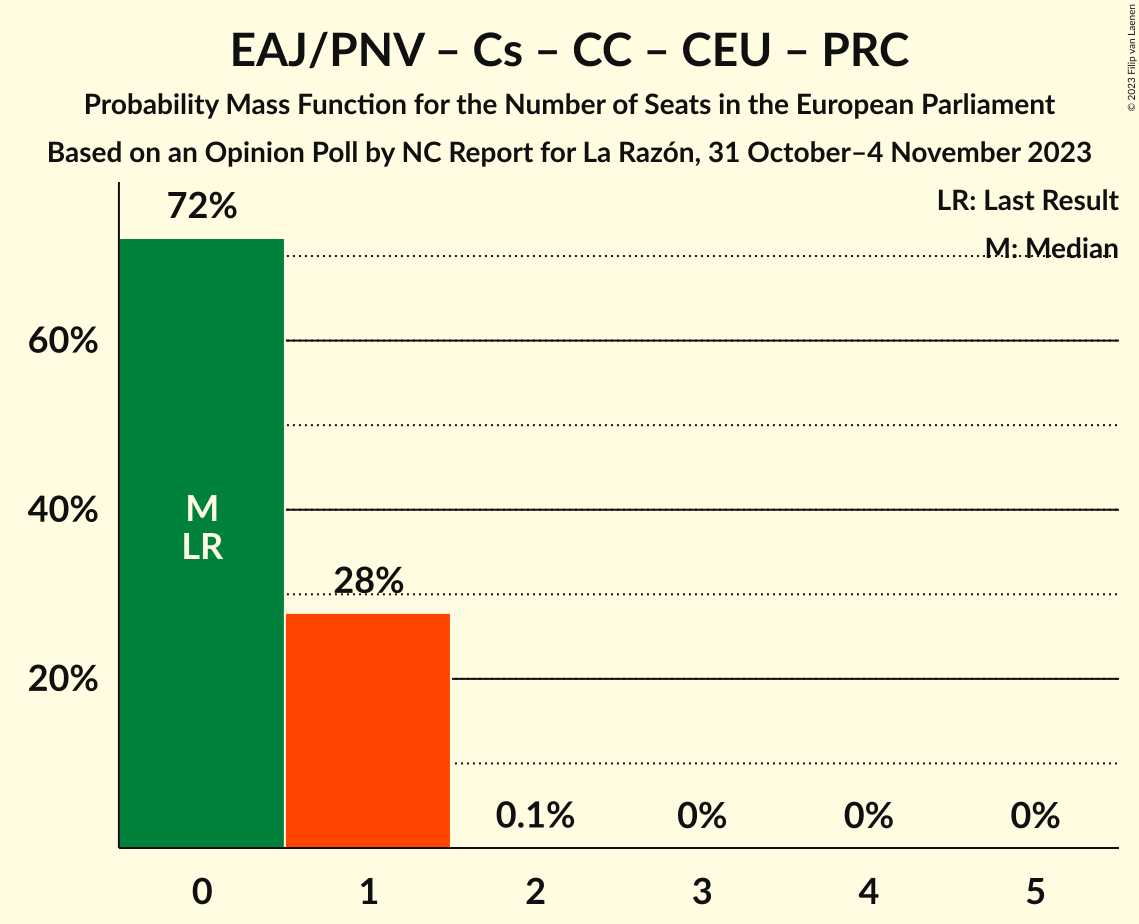 EAJ/PNV – Cs – CC – CEU – PRC
Probability Mass Function for the Number of Seats in the European Parliament
Based on an Opinion Poll by NC Report for La Razón, 31 October–4 November 2023
© 2023 Filip van Laenen
LR: Last Result
M: Median
72%
60%
40%
20%
M
LR
28%
0.1%
0%
0%
0%
0
1
2
3
4
5